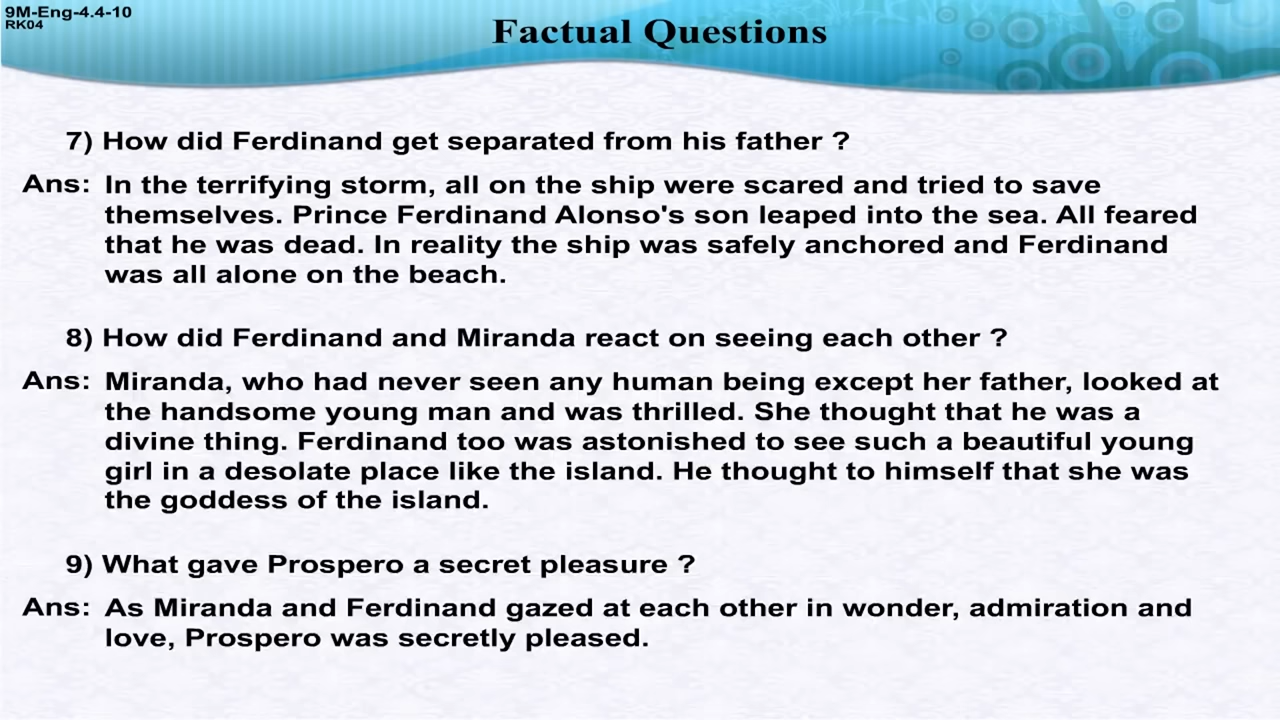 9M-Eng-4.4-10
RK04
Factual Questions
7) How did Ferdinand get separated from his father ?
Ans: In the terrifying storm, all on the ship were scared and tried to save
themselves. Prince Ferdinand Alonso's son leaped into the sea. All feared
that he was dead. In reality the ship was safely anchored and Ferdinand
was all alone on the beach.
8) How did Ferdinand and Miranda react on seeing each other ?
Ans: Miranda, who had never seen any human being except her father, looked at
the handsome young man and was thrilled. She thought that he was a
divine thing. Ferdinand too was astonished to see such a beautiful young
girl in a desolate place like the island. He thought to himself that she was
the goddess of the island.
9) What gave Prospero a secret pleasure ?
Ans: As Miranda and Ferdinand gazed at each other in wonder, admiration and
love, Prospero was secretly pleased.